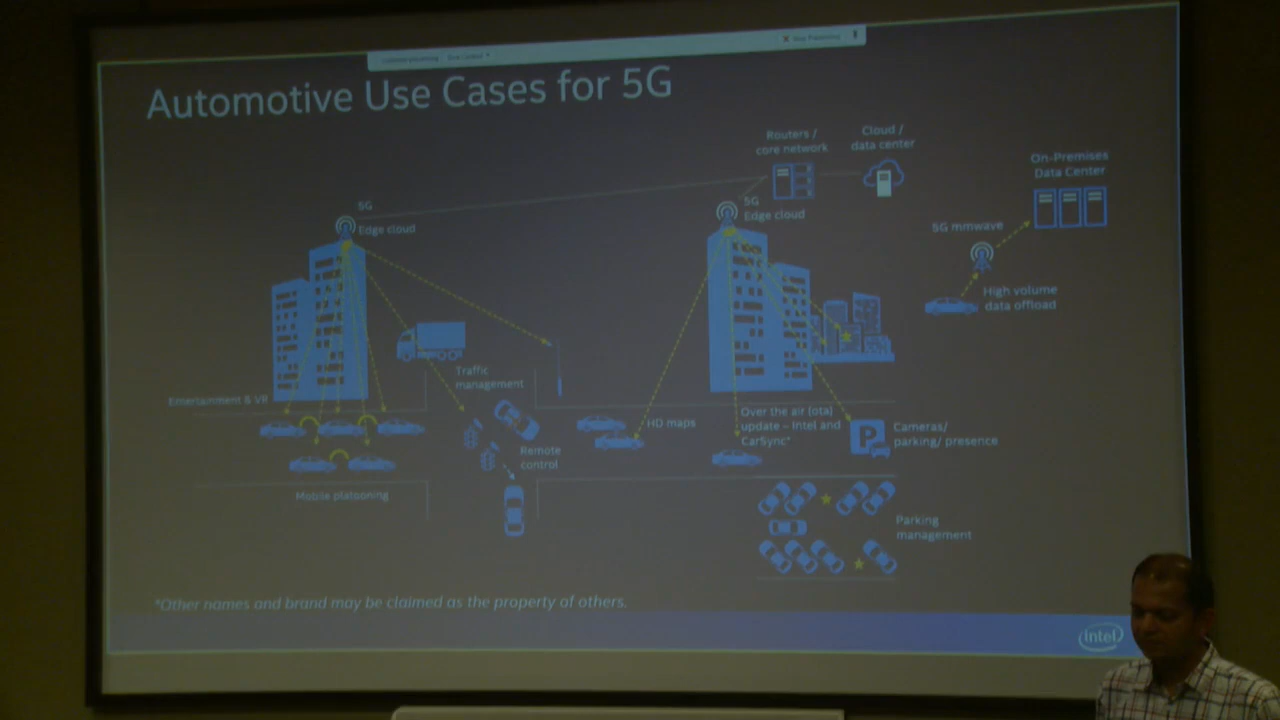 Stop Presenting
Automotive Use Cases for 5G
Routers /
core network
Cloud /
data center
On-Premises
Data Center
5G
Edge cloud
5G
Edge cloud
5G mmwave
High volume
data offload
Traffic
management
Entertainment & VR
HD maps
Over the air (ota)
update – Intel and
CarSync*
Cameras/
parking/ presence
P
Remote
control
Mobile platooning
Parking
management
*Other names and brand may be claimed as the property of others.
intel